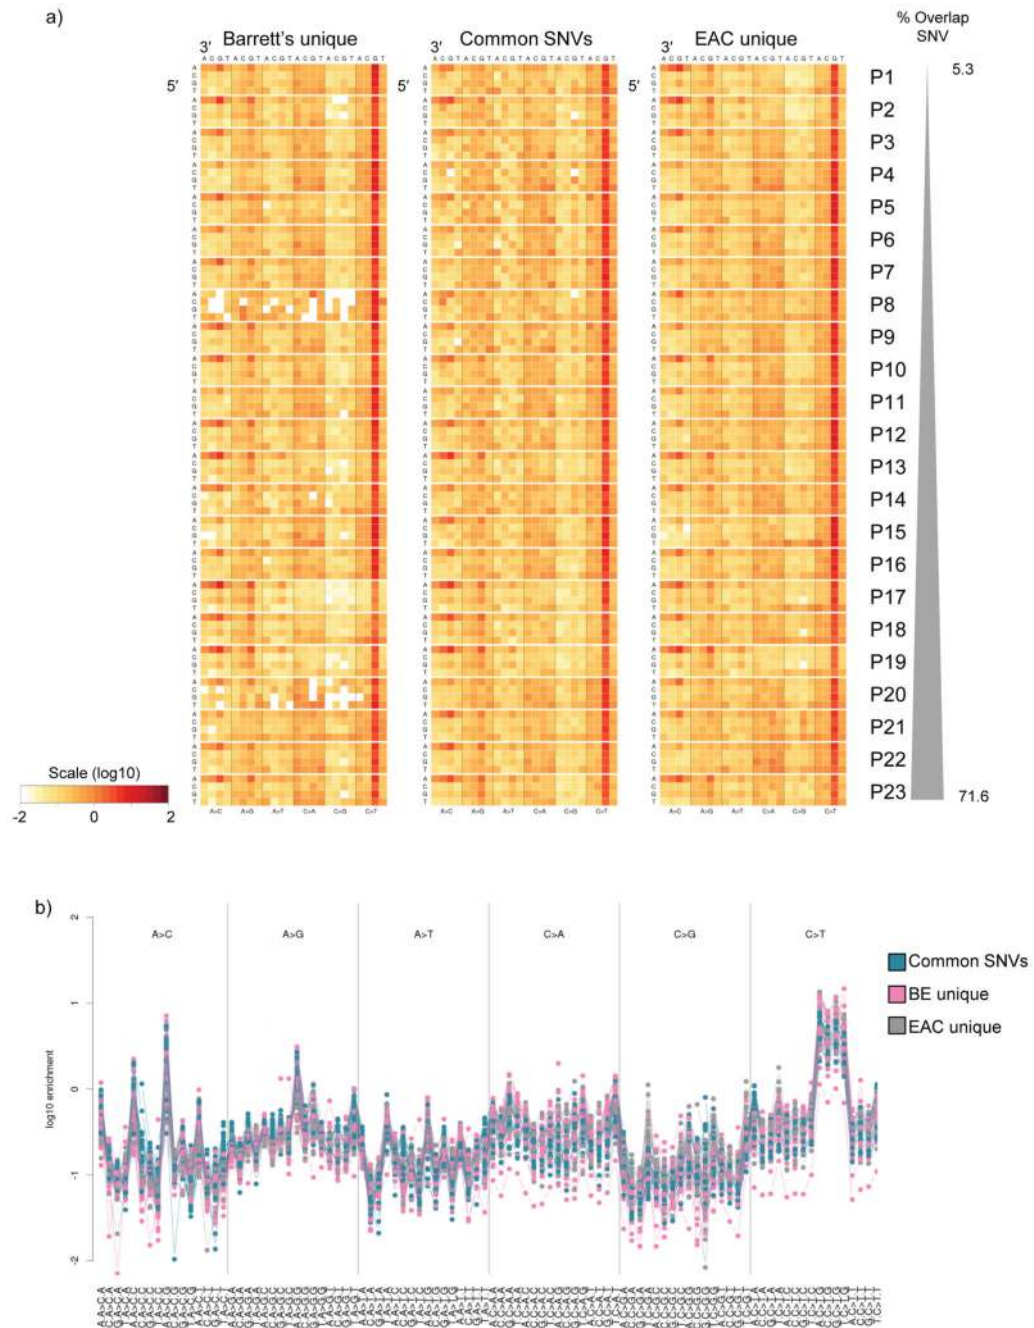 a)
% Overlap
SNV
Barrett's unique
Common SNVs
EAC unique
3′
A C G T A C G T A C G T A C G T A C G T A C G T
A C G T A C G T A C G T A C G T A C G T A C G T
A C G T A C G T A C G T A C G T A C G T A C G T
5′
5′
5′
P1
5.3
P2
P3
P4
P5
P6
P7
P8
P9
P10
P11
P12
P13
P14
P15
P16
P17
P18
P19
P20
P21
P22
P23
71.6
Scale (log10)
-2
0
2
A>C A>G A>T C>A C>G C>T
A>C A>G A>T C>A C>G C>T
A>C A>G A>T C>A C>G C>T
b)
A>C A>G A>T C>A C>G C>T
2
1
0
-1
-2
log10 enrichment
Common SNVs
BE unique
EAC unique